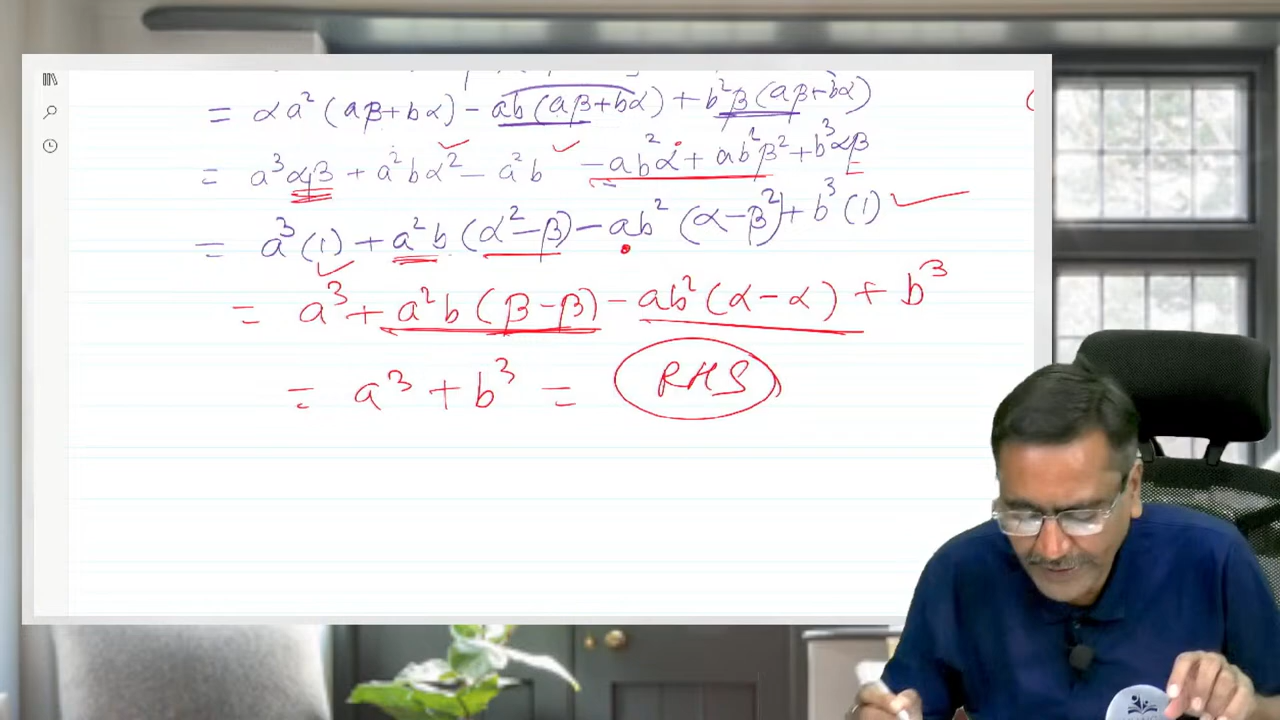 = αa²(aβ+bα) - ab(aβ+bα) + b²β(aβ+bα)
= a³αβ + a²bα² - a²b - ab²α + ab²β² + b³αβ
= a³(1) + a²b(α²-β) - ab²(α-β²) + b³(1)
= a³ + a²b(β-β) - ab²(α-α) + b³
= a³ + b³ = RHS